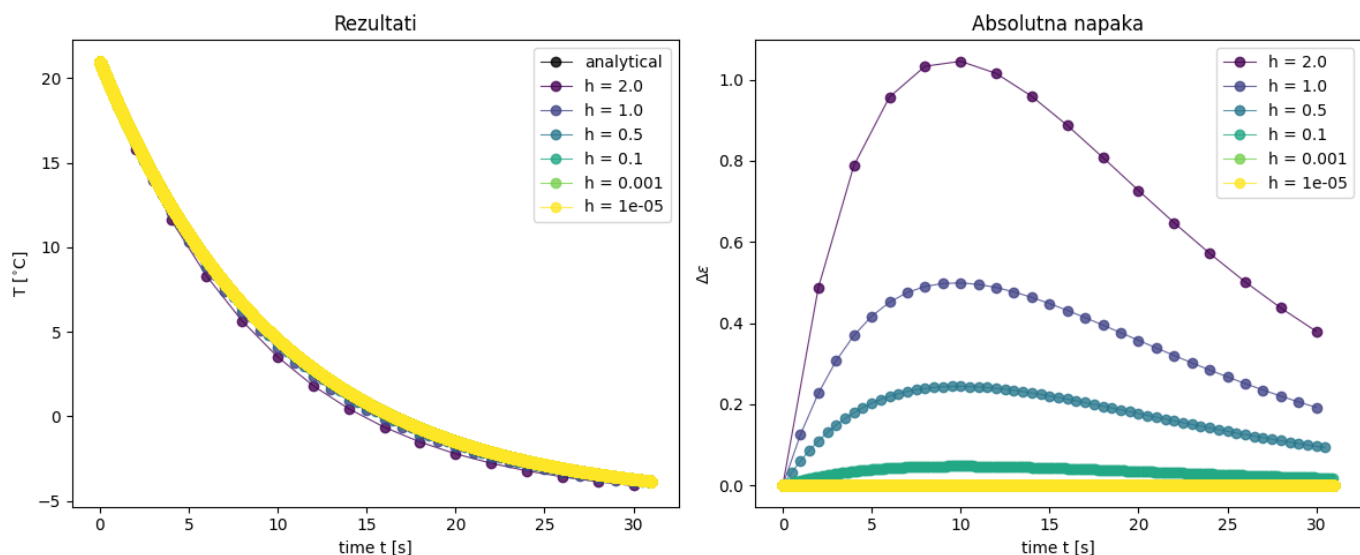 Rezultati
T [°C]
20
15
10
5
0
−5
analytical
h = 2.0
h = 1.0
h = 0.5
h = 0.1
h = 0.001
h = 1e-05
0 5 10 15 20 25 30
time t [s]
Absolutna napaka
Δε
1.0
0.8
0.6
0.4
0.2
0.0
h = 2.0
h = 1.0
h = 0.5
h = 0.1
h = 0.001
h = 1e-05
0 5 10 15 20 25 30
time t [s]